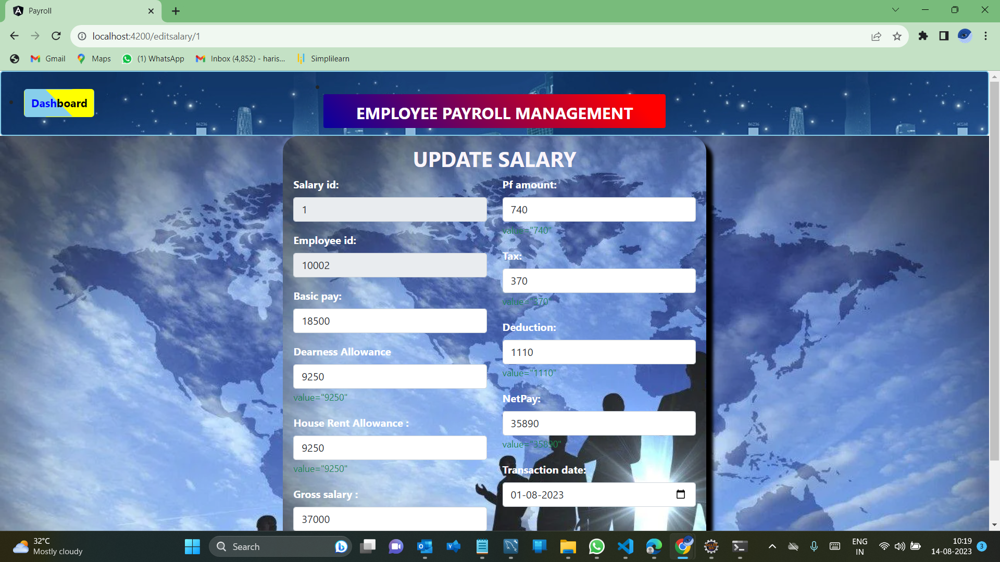 Payroll
localhost:4200/editsalary/1
Gmail
Maps
(1) WhatsApp
Inbox (4,852) - haris...
Simplilearn
Dashboard
EMPLOYEE PAYROLL MANAGEMENT
UPDATE SALARY
Salary id:
1
Employee id:
10002
Basic pay:
18500
Dearness Allowance
9250
value="9250"
House Rent Allowance :
9250
value="9250"
Gross salary :
37000
Pf amount:
740
value="740"
Tax:
370
value="370"
Deduction:
1110
value="1110"
NetPay:
35890
value="35890"
Transaction date:
01-08-2023
32°C
Mostly cloudy
Search
ENG
IN
10:19
14-08-2023
3